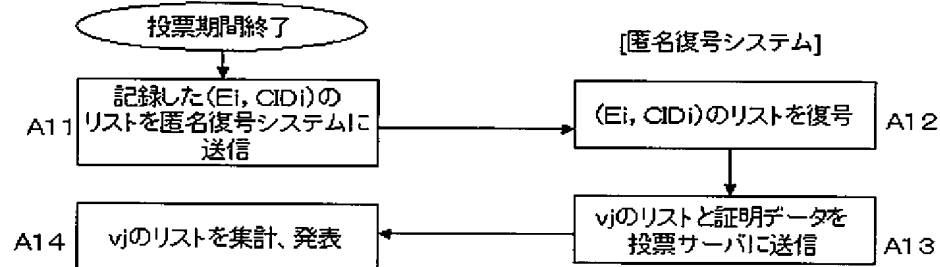 投票期間終了
[匿名復号システム]
A11
記録した(Ei, CIDi)の
リストを匿名復号システムに
送信
(Ei, CIDi)のリストを復号
A12
vjのリストと証明データを
投票サーバに送信
A13
A14
vjのリストを集計、発表